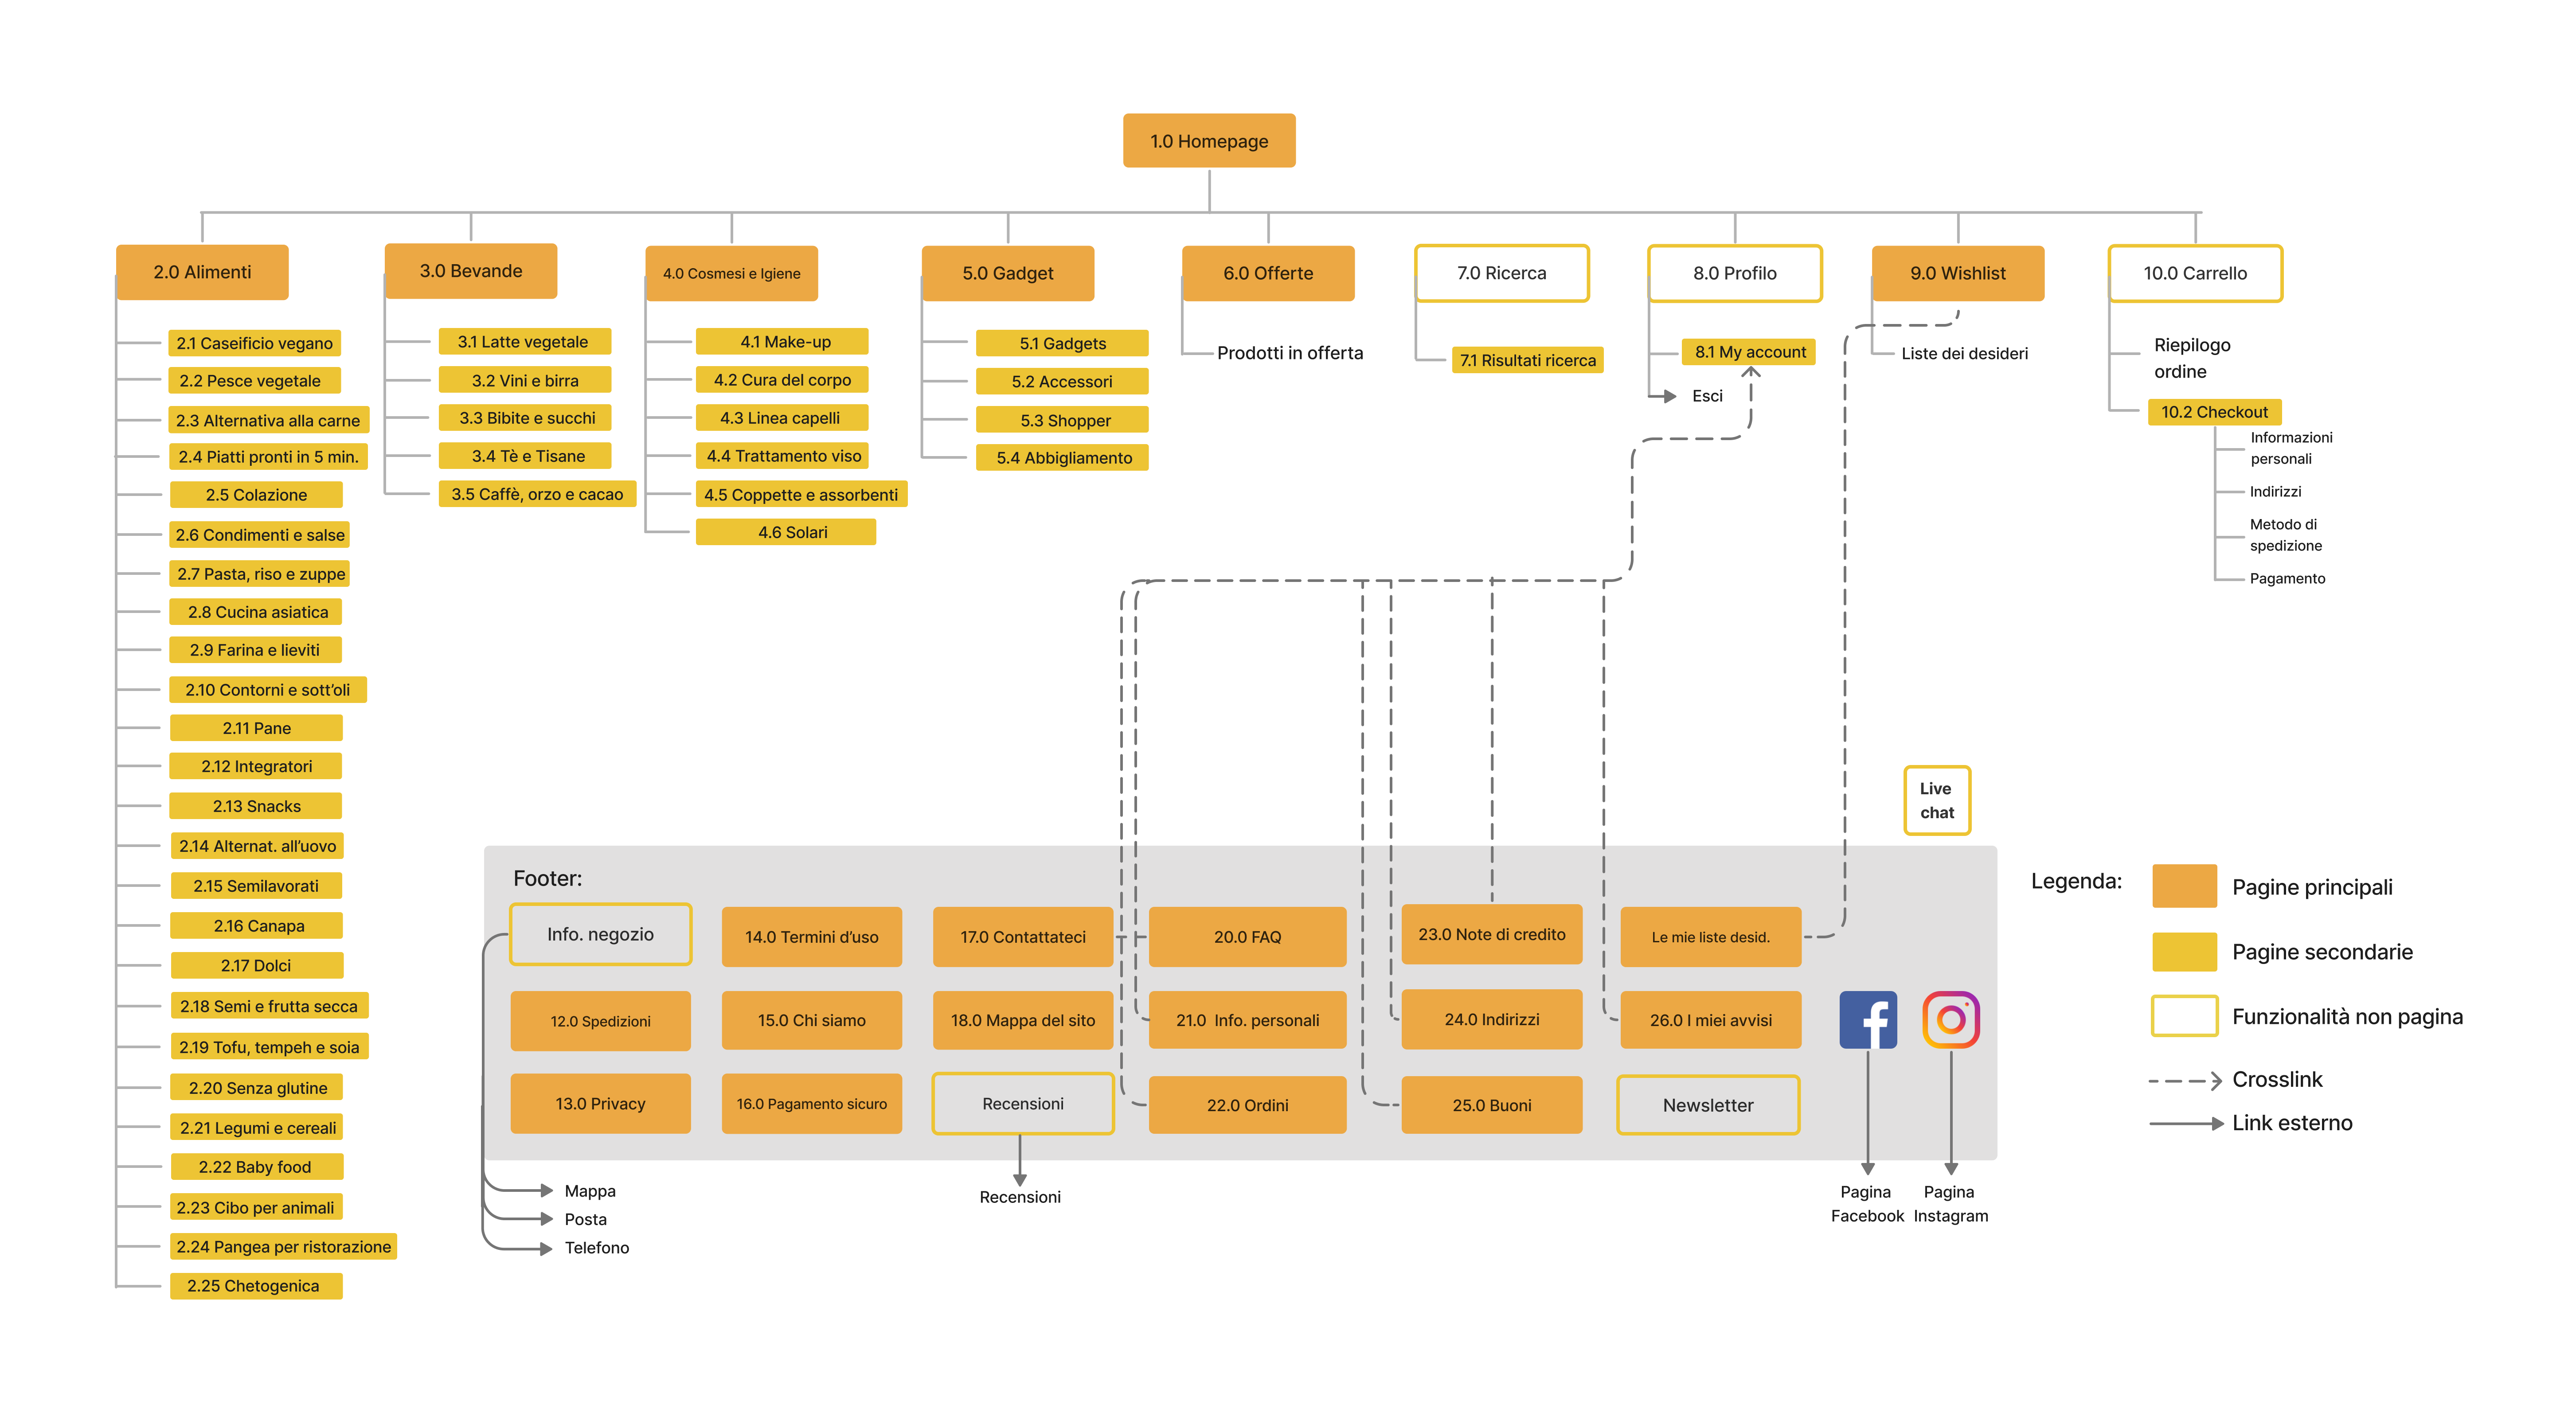 1.0 Homepage
2.0 Alimenti
2.1 Caseificio vegano
2.2 Pesce vegetale
2.3 Alternativa alla carne
2.4 Piatti pronti in 5 min.
2.5 Colazione
2.6 Condimenti e salse
2.7 Pasta, riso e zuppe
2.8 Cucina asiatica
2.9 Farina e lieviti
2.10 Contorni e sott’oli
2.11 Pane
2.12 Integratori
2.13 Snacks
2.14 Alternat. all’uovo
2.15 Semilavorati
2.16 Canapa
2.17 Dolci
2.18 Semi e frutta secca
2.19 Tofu, tempeh e soia
2.20 Senza glutine
2.21 Legumi e cereali
2.22 Baby food
2.23 Cibo per animali
2.24 Pangea per ristorazione
2.25 Chetogenica
3.0 Bevande
3.1 Latte vegetale
3.2 Vini e birra
3.3 Bibite e succhi
3.4 Tè e Tisane
3.5 Caffè, orzo e cacao
4.0 Cosmesi e Igiene
4.1 Make-up
4.2 Cura del corpo
4.3 Linea capelli
4.4 Trattamento viso
4.5 Coppette e assorbenti
4.6 Solari
5.0 Gadget
5.1 Gadgets
5.2 Accessori
5.3 Shopper
5.4 Abbigliamento
6.0 Offerte
Prodotti in offerta
7.0 Ricerca
7.1 Risultati ricerca
8.0 Profilo
8.1 My account
Esci
9.0 Wishlist
Liste dei desideri
10.0 Carrello
Riepilogo
ordine
10.2 Checkout
Informazioni
personali
Indirizzi
Metodo di
spedizione
Pagamento
Live
chat
Footer:
Info. negozio
12.0 Spedizioni
13.0 Privacy
14.0 Termini d’uso
15.0 Chi siamo
16.0 Pagamento sicuro
17.0 Contattateci
18.0 Mappa del sito
Recensioni
20.0 FAQ
21.0 Info. personali
22.0 Ordini
23.0 Note di credito
24.0 Indirizzi
25.0 Buoni
Le mie liste desid.
26.0 I miei avvisi
Newsletter
Mappa
Posta
Telefono
Recensioni
Pagina
Facebook
Pagina
Instagram
Legenda:
Pagine principali
Pagine secondarie
Funzionalità non pagina
Crosslink
Link esterno